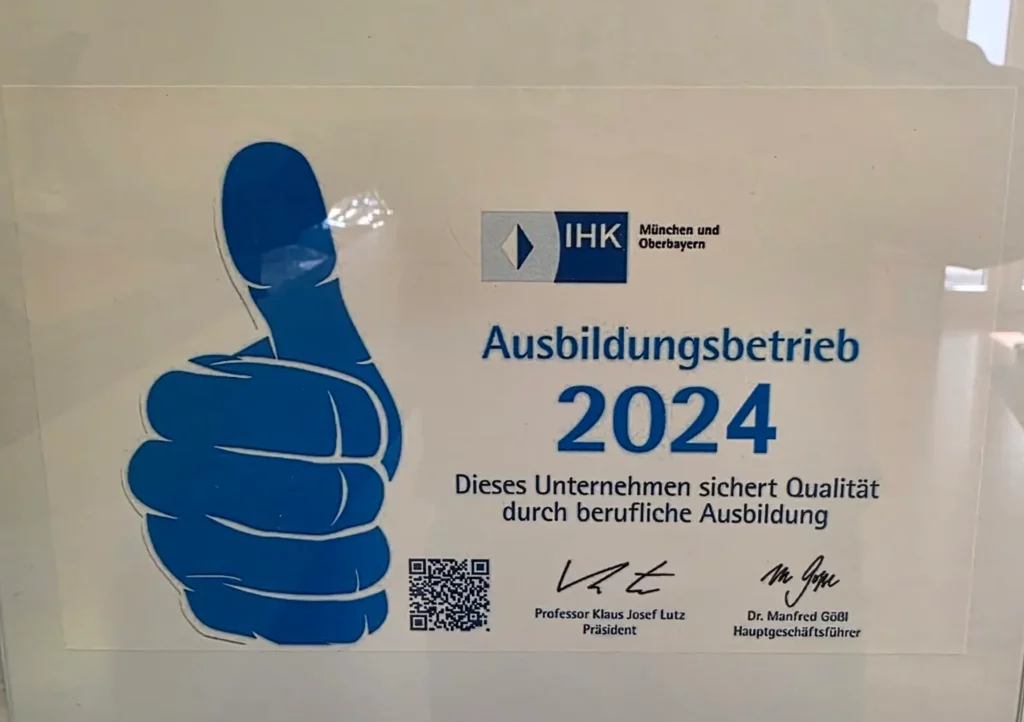 IHK
München und
Oberbayern
Ausbildungsbetrieb
2024
Dieses Unternehmen sichert Qualität
durch berufliche Ausbildung
Professor Klaus Josef Lutz
Präsident
Dr. Manfred Gößl
Hauptgeschäftsführer